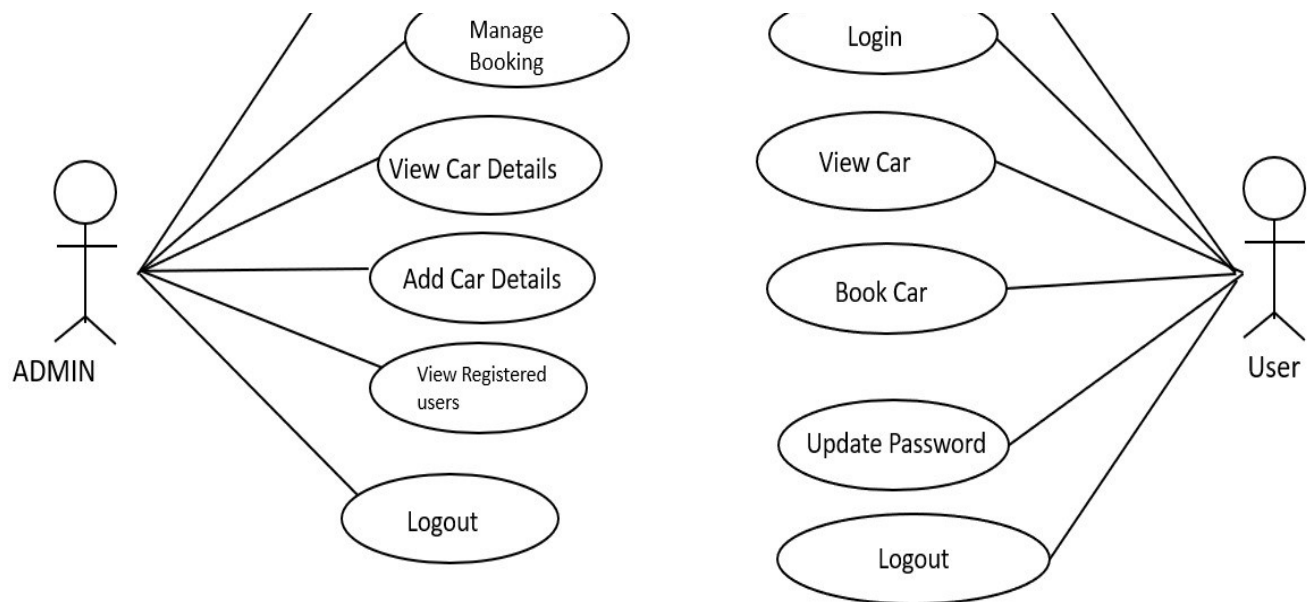 Manage
Booking
View Car Details
Add Car Details
View Registered
users
Logout
ADMIN
Login
View Car
Book Car
Update Password
Logout
User